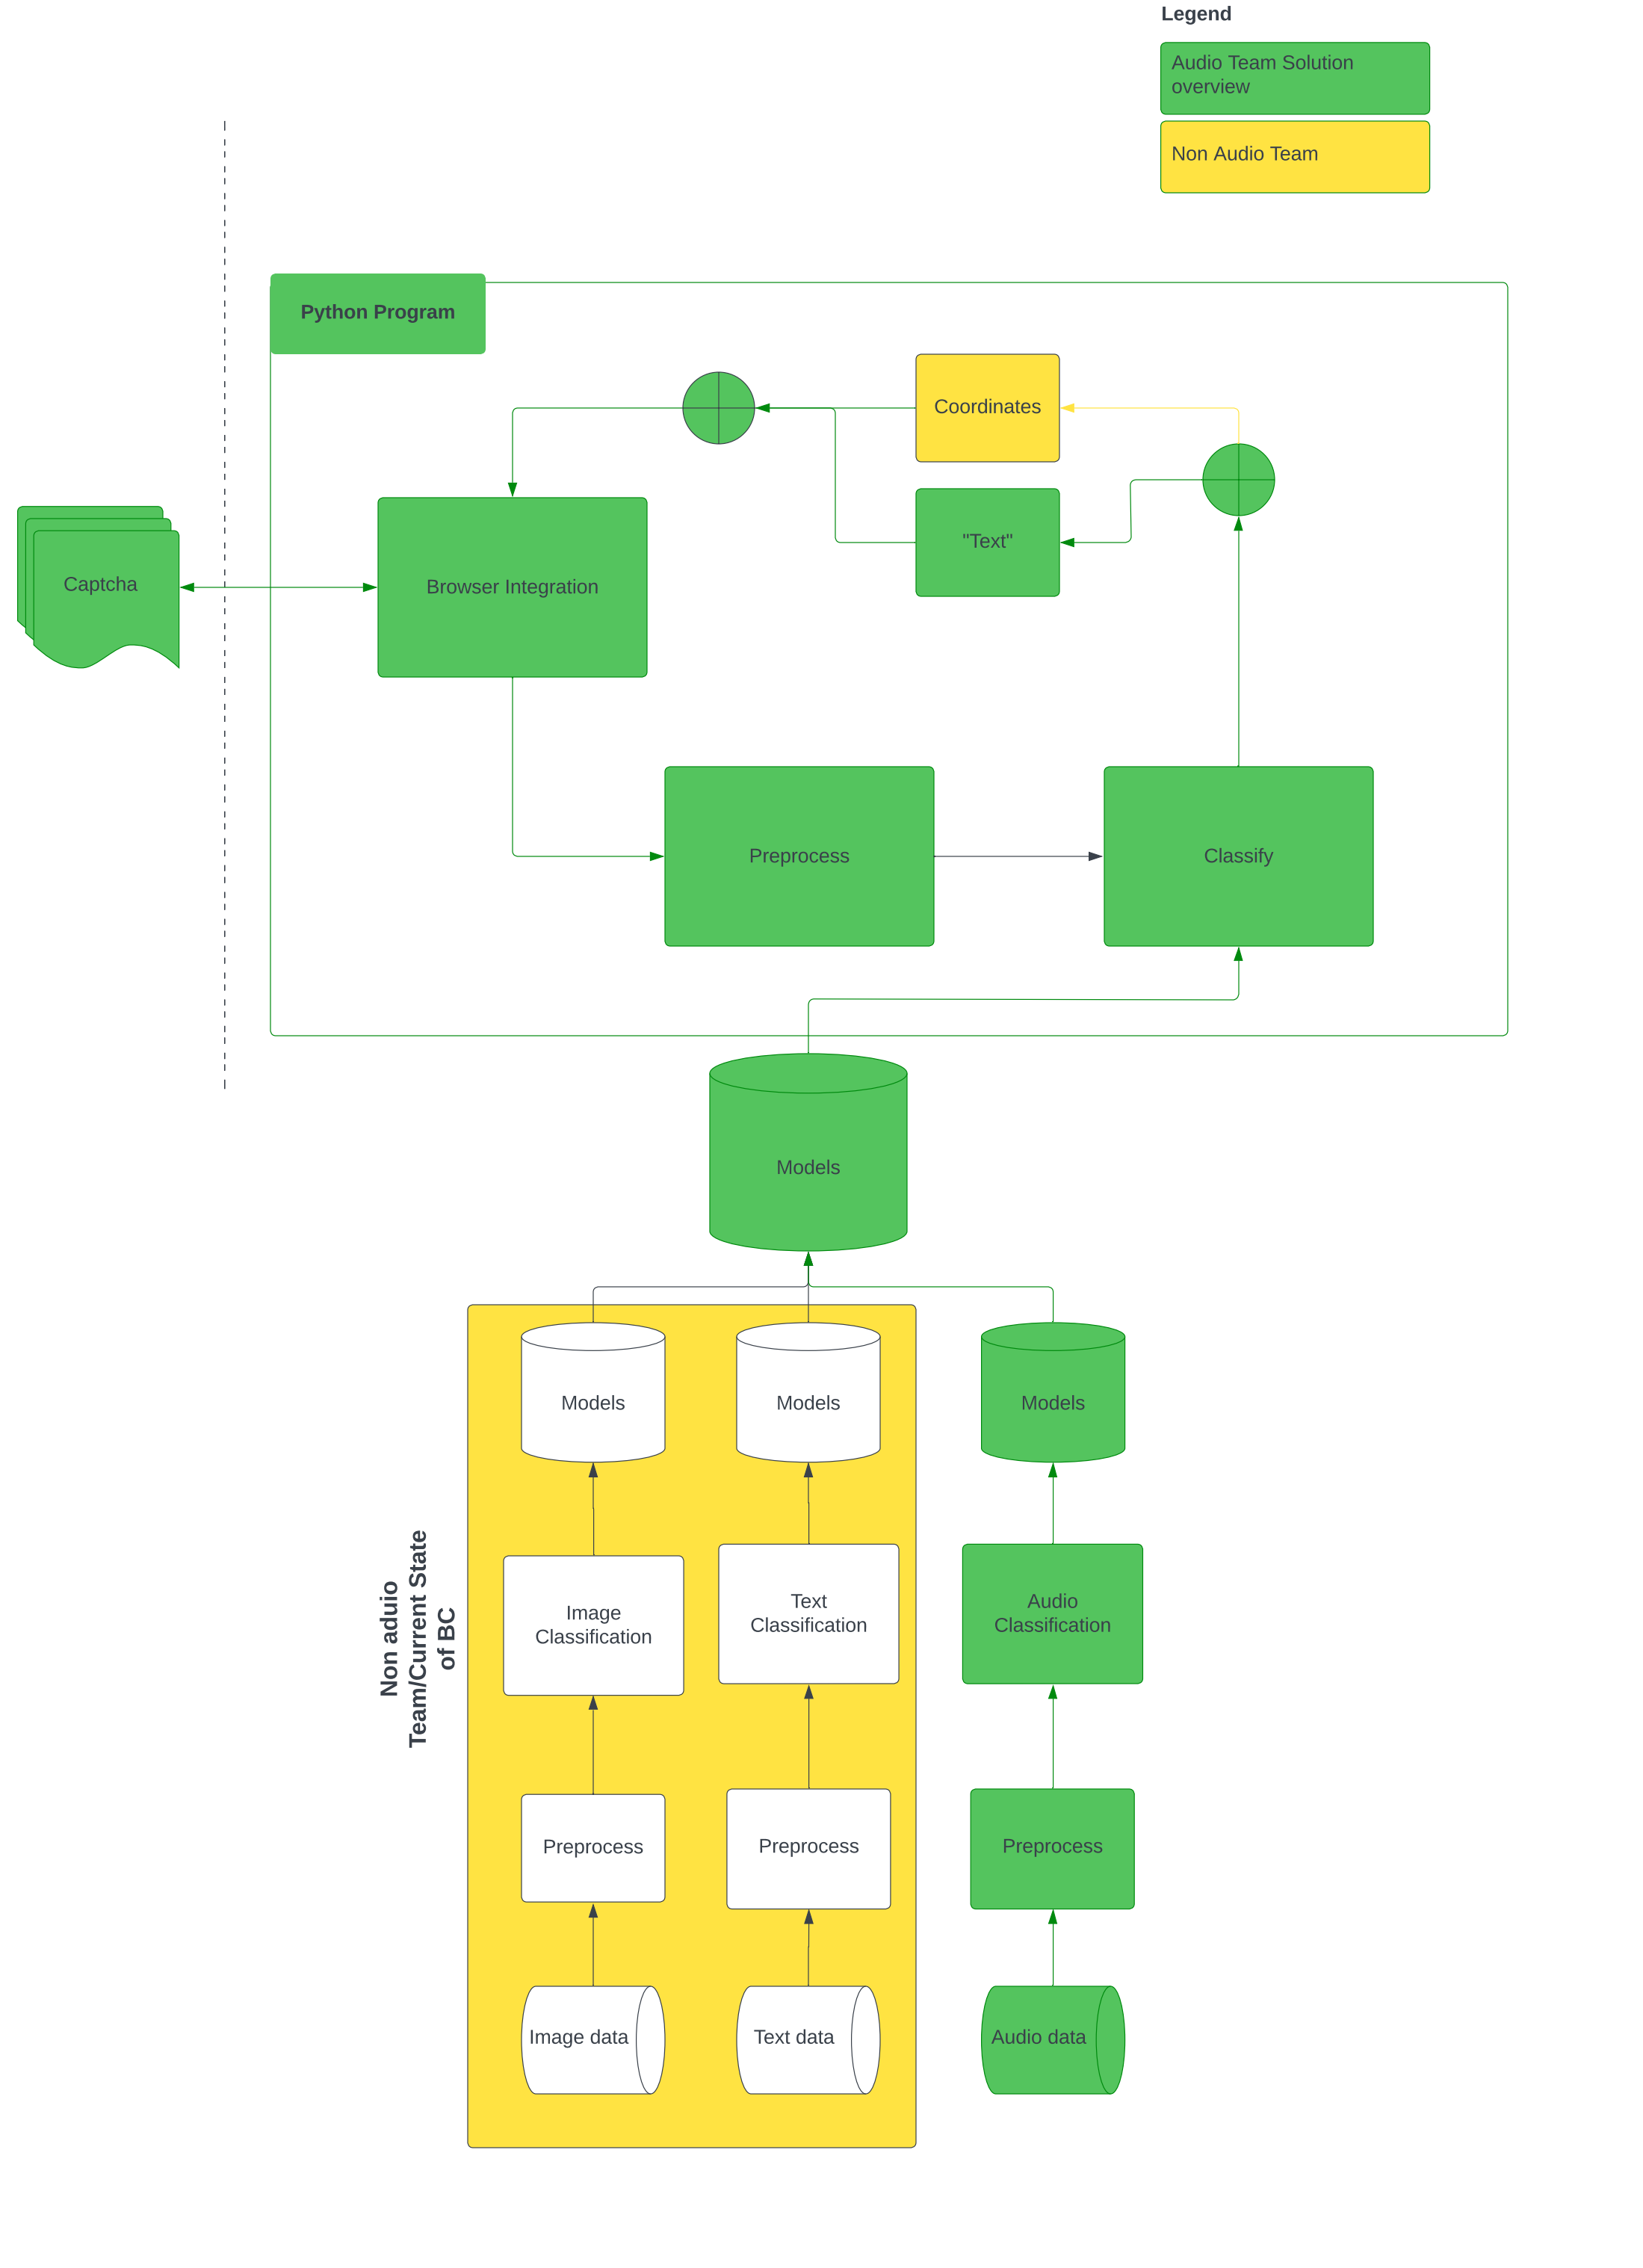 Legend
Audio Team Solution
overview
Non Audio Team
Python Program
Coordinates
"Text"
Captcha
Browser Integration
Preprocess
Classify
Models
Models
Models
Models
Non aduio
Team/Current State
of BC
Image
Classification
Text
Classification
Audio
Classification
Preprocess
Preprocess
Preprocess
Image data
Text data
Audio data